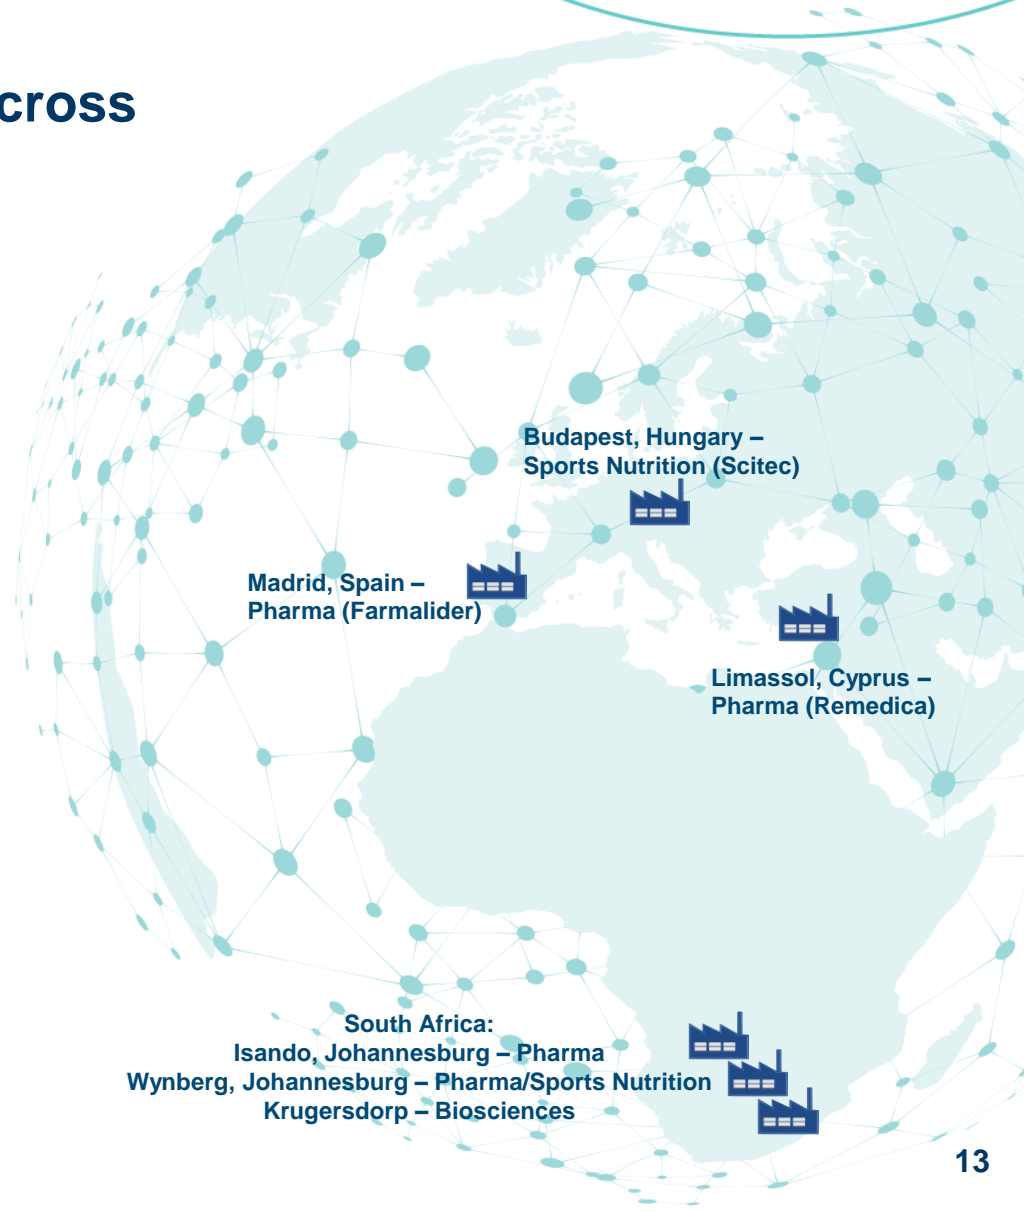 cross
Budapest, Hungary –
Sports Nutrition (Scitec)
Madrid, Spain –
Pharma (Farmalider)
Limassol, Cyprus –
Pharma (Remedica)
South Africa:
Isando, Johannesburg – Pharma
Wynberg, Johannesburg – Pharma/Sports Nutrition
Krugersdorp – Biosciences
13